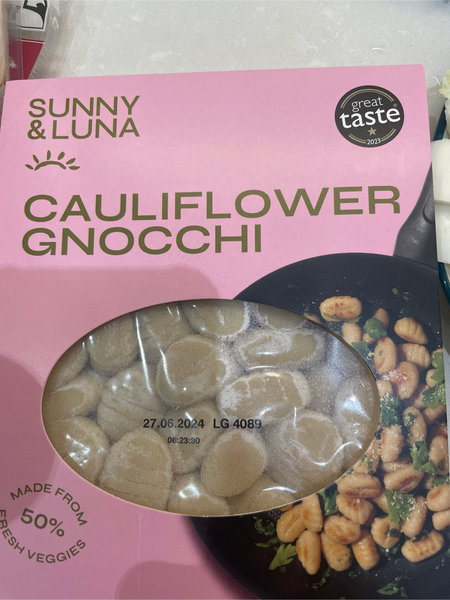 SUNNY
& LUNA
great
taste
2023
CAULIFLOWER
GNOCCHI
27.06.2024 LG 4089
08:23:30
MADE FROM
50%
FRESH VEGGIES